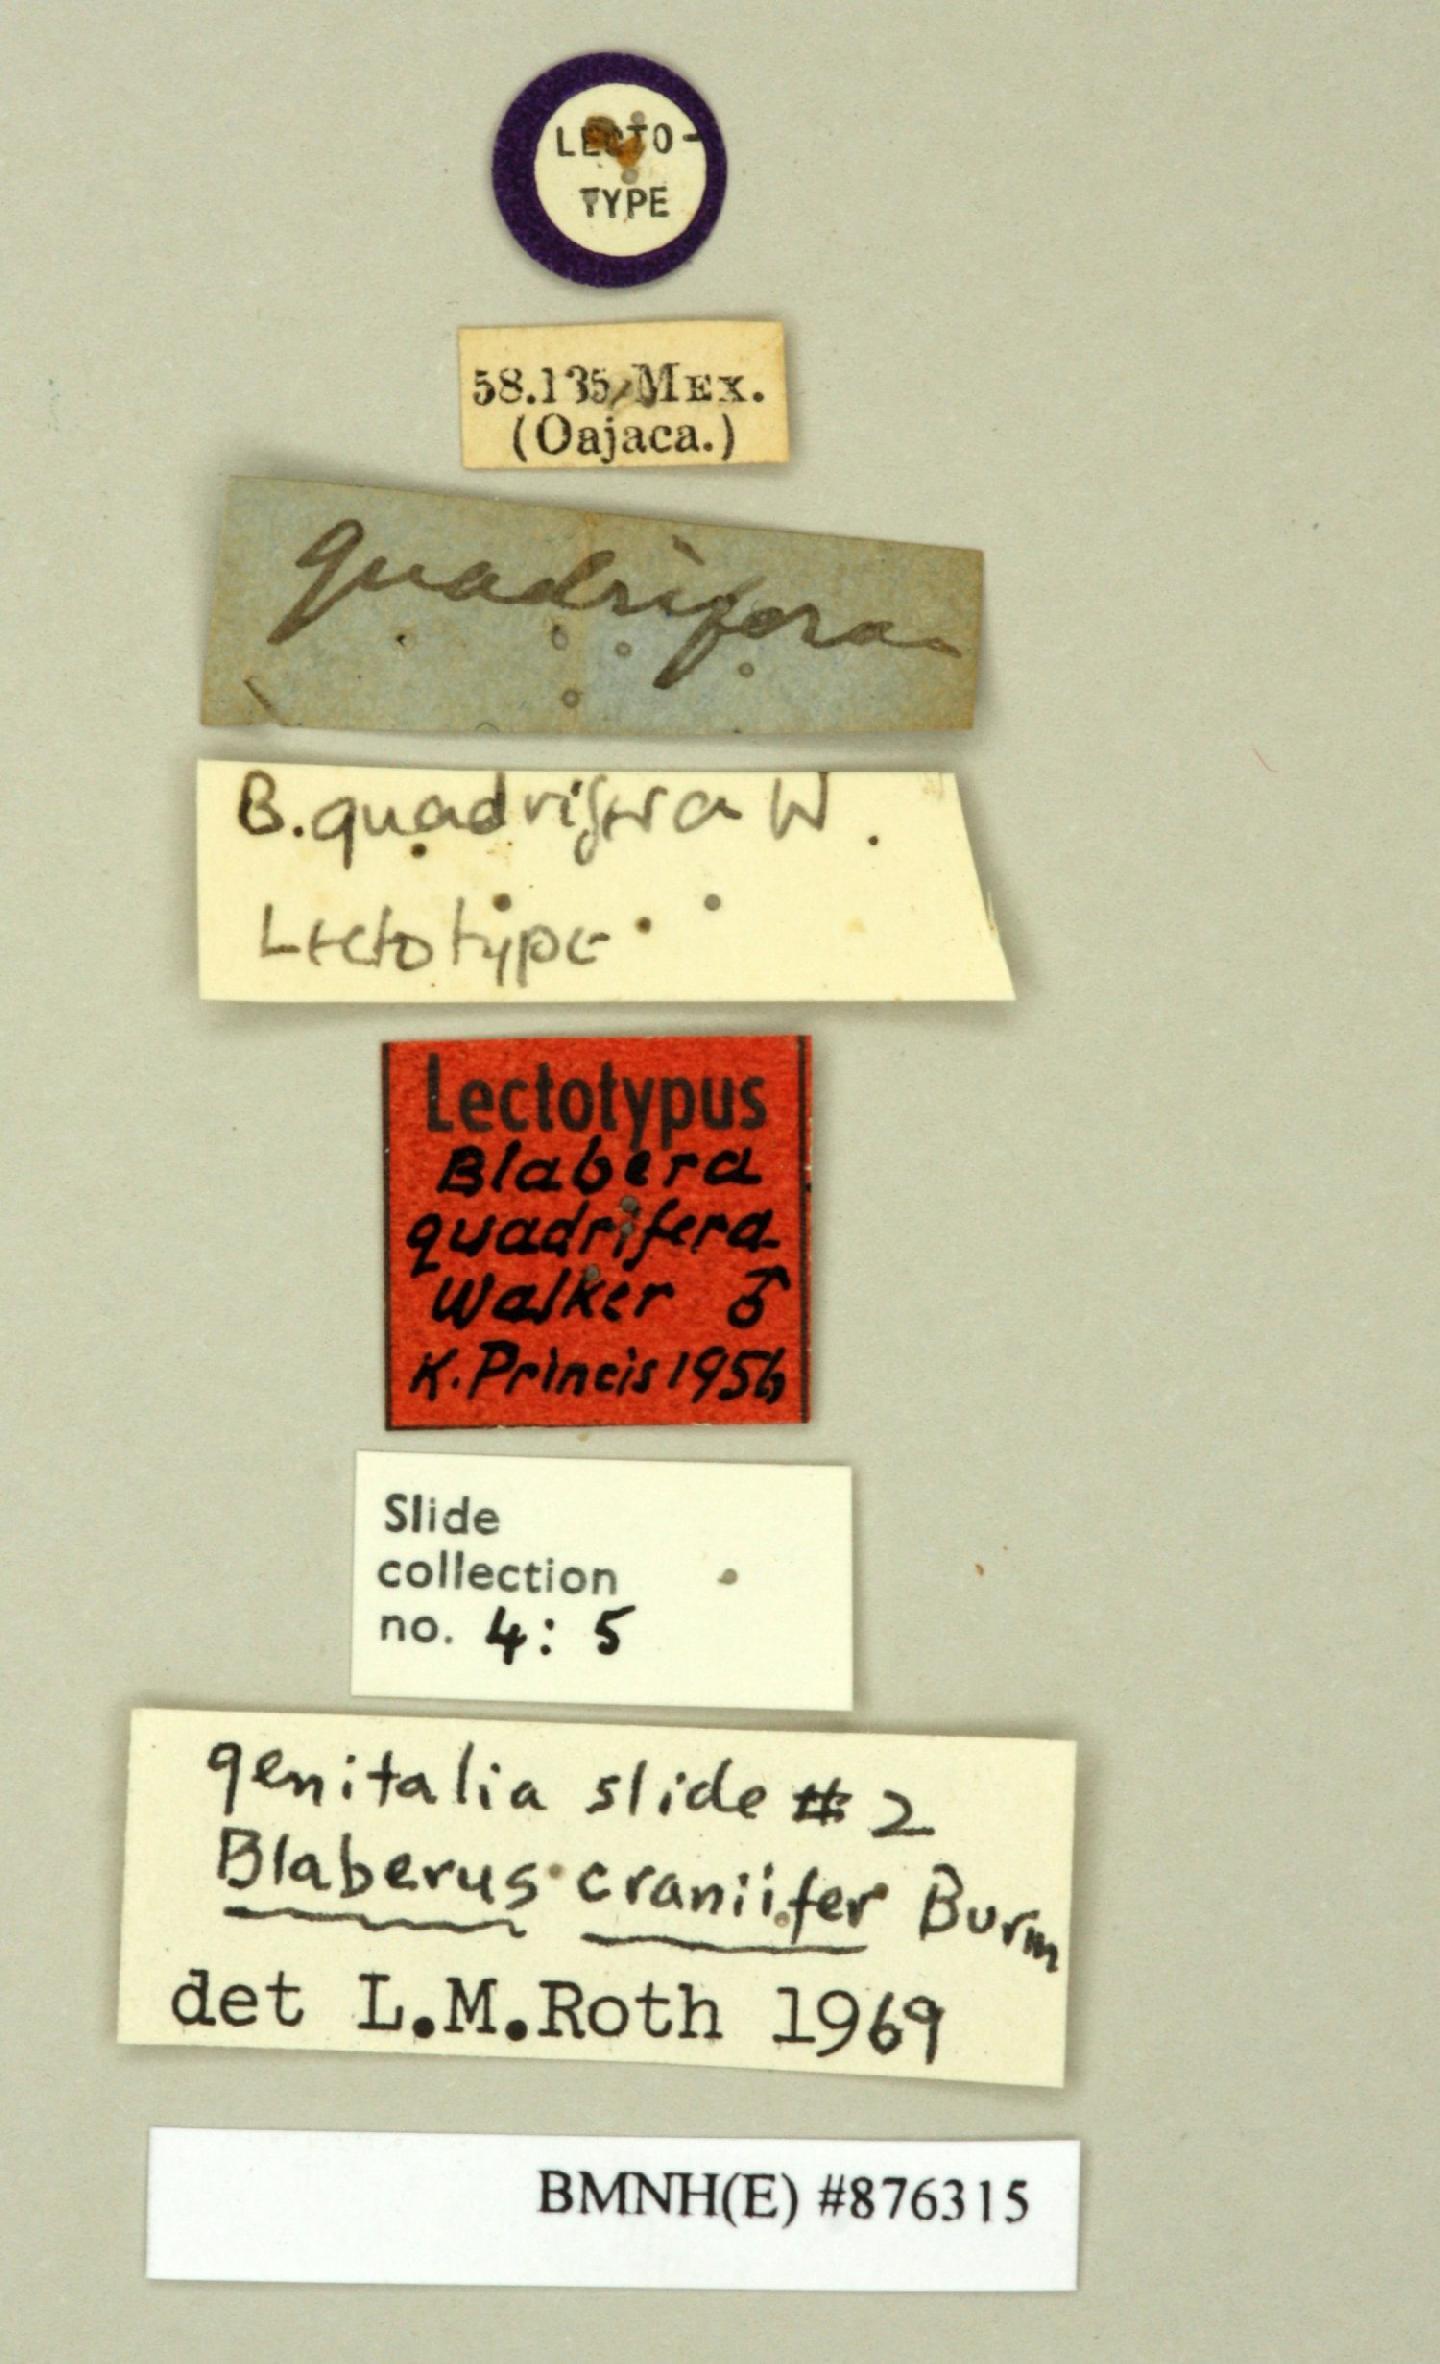 LECTO-
TYPE
58.135 MEX.
(Oajaca.)
quadrifera
B. quadrifera W.
Lectotype
Lectotypus
Blabera
quadrifera
Walker ♂
K. Princis 1956
Slide
collection
no. 4: 5
genitalia slide #2
Blaberus craniifer Burm
det L.M.Roth 1969
BMNH(E) #876315